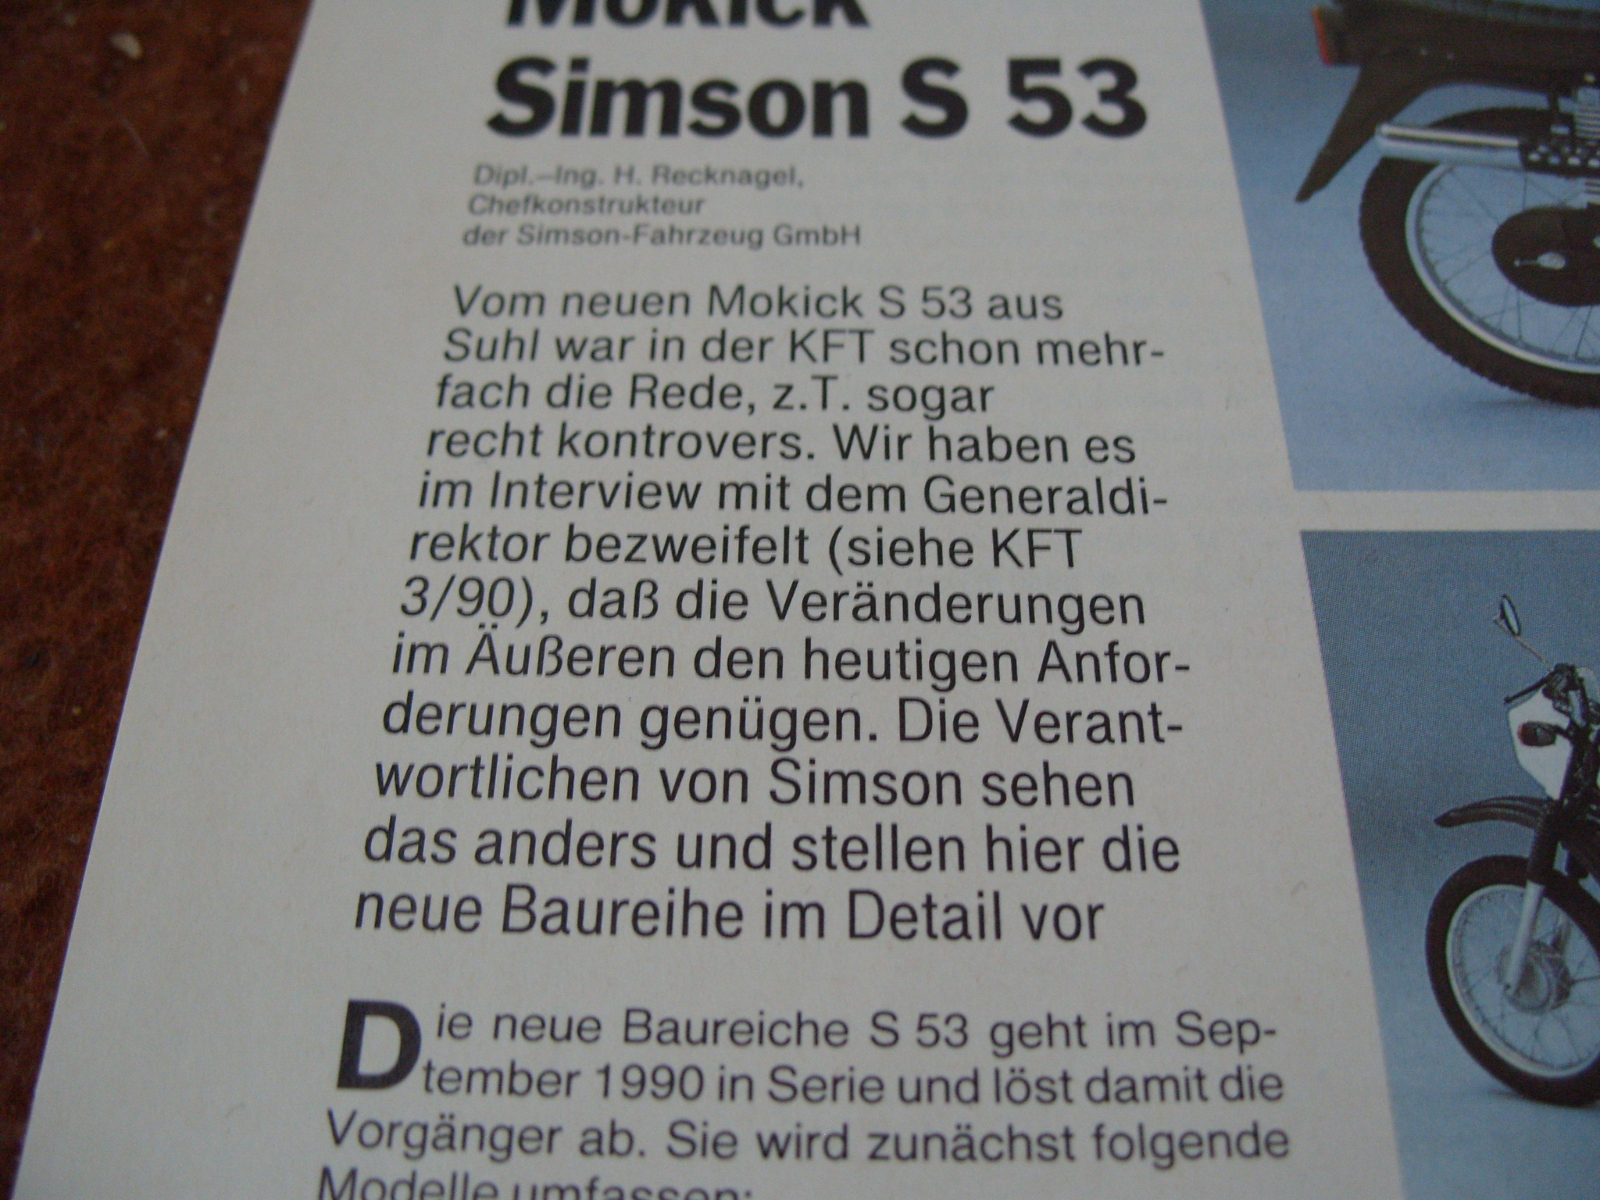 Mokick
Simson S 53
Dipl.–Ing. H. Recknagel,
Chefkonstrukteur
der Simson-Fahrzeug GmbH
Vom neuen Mokick S 53 aus
Suhl war in der KFT schon mehr-
fach die Rede, z.T. sogar
recht kontrovers. Wir haben es
im Interview mit dem Generaldi-
rektor bezweifelt (siehe KFT
3/90), daß die Veränderungen
im Äußeren den heutigen Anfor-
derungen genügen. Die Verant-
wortlichen von Simson sehen
das anders und stellen hier die
neue Baureihe im Detail vor
Die neue Baureiche S 53 geht im Sep-
tember 1990 in Serie und löst damit die
Vorgänger ab. Sie wird zunächst folgende
Modelle umfassen: